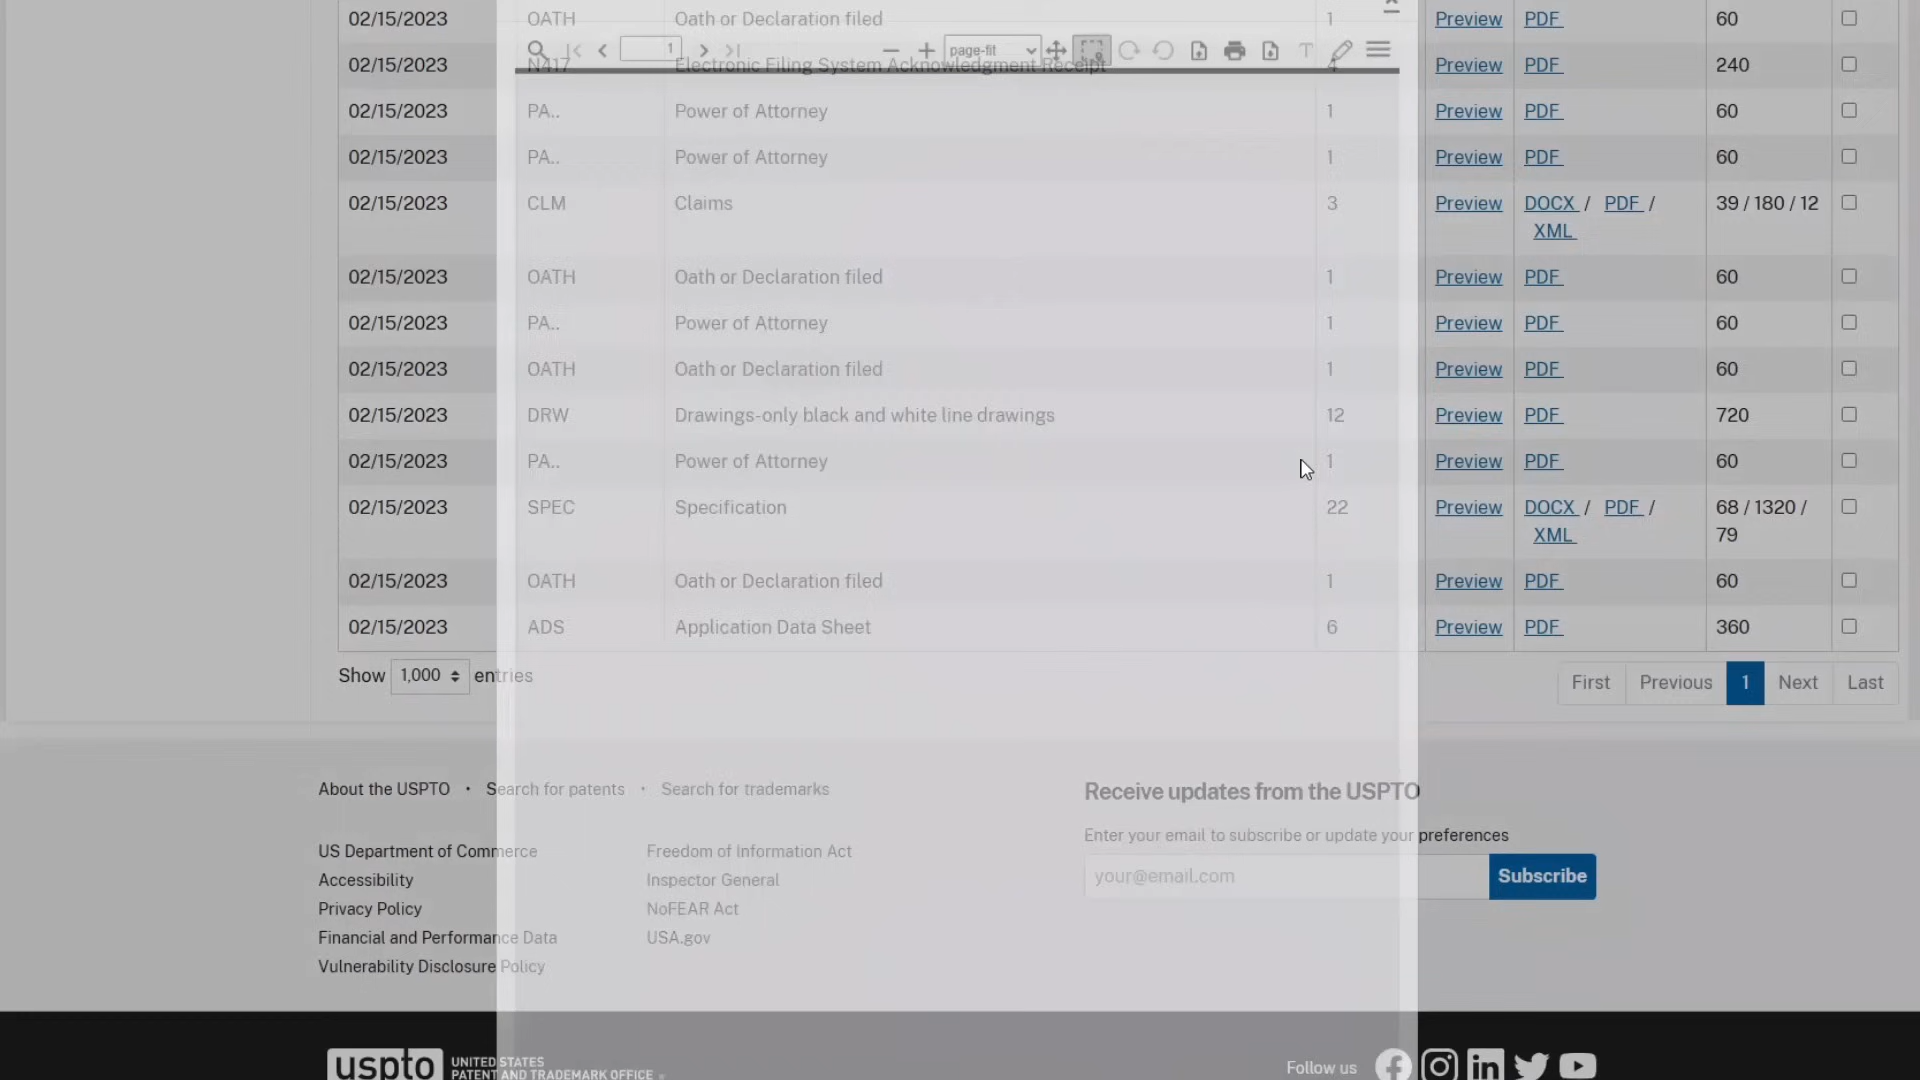 02/15/2023 OATH Oath or Declaration filed 1 Preview PDF 60
1 page-fit T
02/15/2023 N417 Electronic Filing System Acknowledgment Receipt 4 Preview PDF 240
02/15/2023 PA.. Power of Attorney 1 Preview PDF 60
02/15/2023 PA.. Power of Attorney 1 Preview PDF 60
02/15/2023 CLM Claims 3 Preview DOCX / PDF / 39 / 180 / 12
XML
02/15/2023 OATH Oath or Declaration filed 1 Preview PDF 60
02/15/2023 PA.. Power of Attorney 1 Preview PDF 60
02/15/2023 OATH Oath or Declaration filed 1 Preview PDF 60
02/15/2023 DRW Drawings-only black and white line drawings 12 Preview PDF 720
02/15/2023 PA.. Power of Attorney 1 Preview PDF 60
02/15/2023 SPEC Specification 22 Preview DOCX / PDF / 68 / 1320 /
XML 79
02/15/2023 OATH Oath or Declaration filed 1 Preview PDF 60
02/15/2023 ADS Application Data Sheet 6 Preview PDF 360
Show 1,000 entries First Previous 1 Next Last
About the USPTO • Search for patents • Search for trademarks
Receive updates from the USPTO
Enter your email to subscribe or update your preferences
your@email.com Subscribe
US Department of Commerce
Accessibility
Privacy Policy
Financial and Performance Data
Vulnerability Disclosure Policy
Freedom of Information Act
Inspector General
NoFEAR Act
USA.gov
uspto UNITED STATES
PATENT AND TRADEMARK OFFICE
Follow us